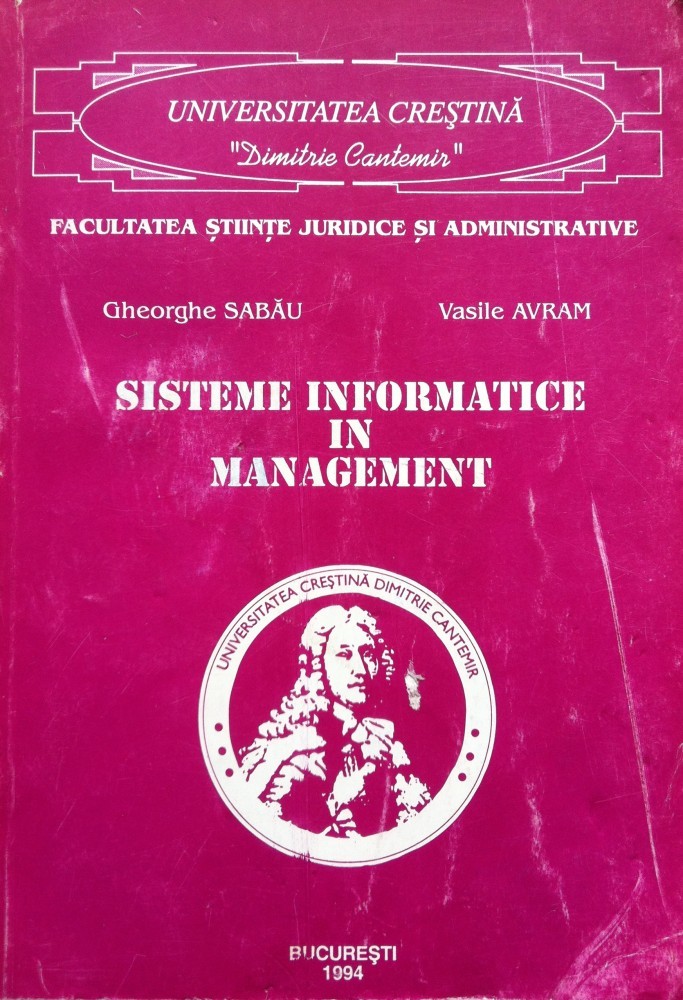 UNIVERSITATEA CREŞTINĂ
"Dimitrie Cantemir"
FACULTATEA ŞTIINŢE JURIDICE ŞI ADMINISTRATIVE
Gheorghe SABĂU Vasile AVRAM
SISTEME INFORMATICE
IN
MANAGEMENT
UNIVERSITATEA CREŞTINĂ DIMITRIE CANTEMIR
BUCUREŞTI
1994